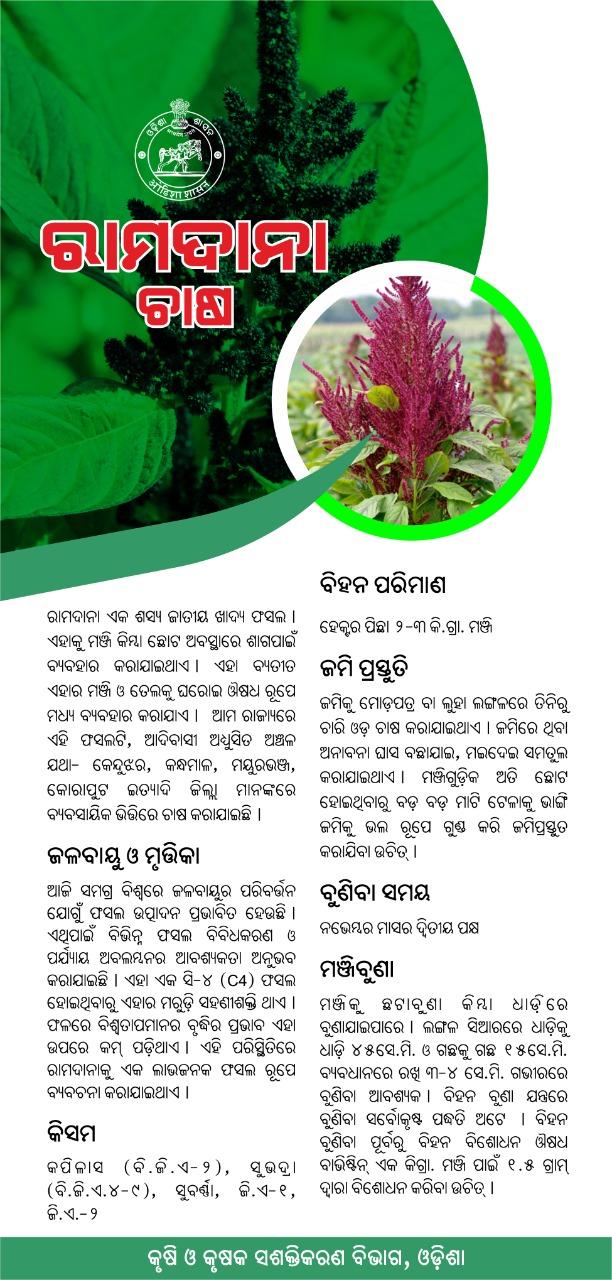 ଓଡ଼ିଶା ଶାସନ
ओडिशा शासन
ରାମଦାନା
ଚାଷ
ରାମଦାନା ଏକ ଶସ୍ୟ ଜାତୀୟ ଖାଦ୍ୟ ଫସଲ ।
ଏହାକୁ ମଞ୍ଜି କିମ୍ବା ଛୋଟ ଅବସ୍ଥାରେ ଶାଗପାଇଁ
ବ୍ୟବହାର କରାଯାଇଥାଏ । ଏହା ବ୍ୟତୀତ
ଏହାର ମଞ୍ଜି ଓ ତେଲକୁ ଘରୋଇ ଔଷଧ ରୂପେ
ମଧ୍ୟ ବ୍ୟବହାର କରାଯାଏ । ଆମ ରାଜ୍ୟରେ
ଏହି ଫସଲଟି, ଆଦିବାସୀ ଅଧ୍ୟୁସିତ ଅଞ୍ଚଳ
ଯଥା- କେନ୍ଦୁଝର, କନ୍ଧମାଳ, ମୟୁରଭଞ୍ଜ,
କୋରାପୁଟ ଇତ୍ୟାଦି ଜିଲ୍ଲା ମାନଙ୍କରେ
ବ୍ୟବସାୟିକ ଭିତ୍ତିରେ ଚାଷ କରାଯାଇଛି ।
ଜଳବାୟୁ ଓ ମୃତ୍ତିକା
ଆଜି ସମଗ୍ର ବିଶ୍ୱରେ ଜଳବାୟୁର ପରିବର୍ତ୍ତନ
ଯୋଗୁଁ ଫସଲ ଉତ୍ପାଦନ ପ୍ରଭାବିତ ହେଉଛି ।
ଏଥିପାଇଁ ବିଭିନ୍ନ ଫସଲ ବିବିଧକରଣ ଓ
ପର୍ଯ୍ୟାୟ ଅବଲମ୍ବନର ଆବଶ୍ୟକତା ଅନୁଭବ
କରାଯାଇଛି । ଏହା ଏକ ସି-୪ (C4) ଫସଲ
ହୋଇଥିବାରୁ ଏହାର ମରୁଡ଼ି ସହଣୀଶକ୍ତି ଥାଏ ।
ଫଳରେ ବିଶ୍ୱତାପମାନର ବୃଦ୍ଧିର ପ୍ରଭାବ ଏହା
ଉପରେ କମ୍ ପଡ଼ିଥାଏ । ଏହି ପରିସ୍ଥିତିରେ
ରାମଦାନାକୁ ଏକ ଲାଭଜନକ ଫସଲ ରୂପେ
ବ୍ୟବଚନା କରାଯାଇଥାଏ ।
କିସମ
କପିଳାସ (ବି.ଜି.ଏ-୨), ସୁଭଦ୍ରା
(ବି.ଜି.ଏ.୪-୯), ସୁବର୍ଣ୍ଣା, ଜି.ଏ-୧,
ଜି.ଏ.-୨
ବିହନ ପରିମାଣ
ହେକ୍ଟର ପିଛା ୨-୩ କି.ଗ୍ରା. ମଞ୍ଜି
ଜମି ପ୍ରସ୍ତୁତି
ଜମିକୁ ମୋଡ଼ପତ୍ର ବା ଲୁହା ଲଙ୍ଗଳରେ ତିନିରୁ
ଚାରି ଓଡ଼ ଚାଷ କରାଯାଇଥାଏ । ଜମିରେ ଥିବା
ଅନାବନା ଘାସ ବଛାଯାଇ, ମଇଦେଇ ସମତୁଲ
କରାଯାଇଥାଏ । ମଞ୍ଜିଗୁଡ଼ିକ ଅତି ଛୋଟ
ହୋଇଥିବାରୁ ବଡ଼ ବଡ଼ ମାଟି ଟେଳାକୁ ଭାଙ୍ଗି
ଜମିକୁ ଭଲ ରୂପେ ଗୁଣ୍ଡ କରି ଜମିପ୍ରସ୍ତୁତ
କରାଯିବା ଉଚିତ୍ ।
ବୁଣିବା ସମୟ
ନଭେମ୍ବର ମାସର ଦ୍ୱିତୀୟ ପକ୍ଷ
ମଞ୍ଜିବୁଣା
ମଞ୍ଜିକୁ ଛଟାବୁଣା କିମ୍ବା ଧାଡ଼ିରେ
ବୁଣାଯାଇପାରେ । ଲଙ୍ଗଳ ସିଆରରେ ଧାଡ଼ିକୁ
ଧାଡ଼ି ୪୫ସେ.ମି. ଓ ଗଛକୁ ଗଛ ୧୫ସେ.ମି.
ବ୍ୟବଧାନରେ ରଖି ୩-୪ ସେ.ମି. ଗଭୀରରେ
ବୁଣିବା ଆବଶ୍ୟକ । ବିହନ ବୁଣା ଯନ୍ତ୍ରରେ
ବୁଣିବା ସର୍ବୋକୃଷ୍ଟ ପଦ୍ଧତି ଅଟେ । ବିହନ
ବୁଣିବା ପୂର୍ବରୁ ବିହନ ବିଶୋଧନ ଔଷଧ
ବାଭିଷ୍ଟିନ୍ ଏକ କିଗ୍ରା. ମଞ୍ଜି ପାଇଁ ୧.୫ ଗ୍ରାମ୍
ଦ୍ୱାରା ବିଶୋଧନ କରିବା ଉଚିତ୍ ।
କୃଷି ଓ କୃଷକ ସଶକ୍ତିକରଣ ବିଭାଗ, ଓଡ଼ିଶା